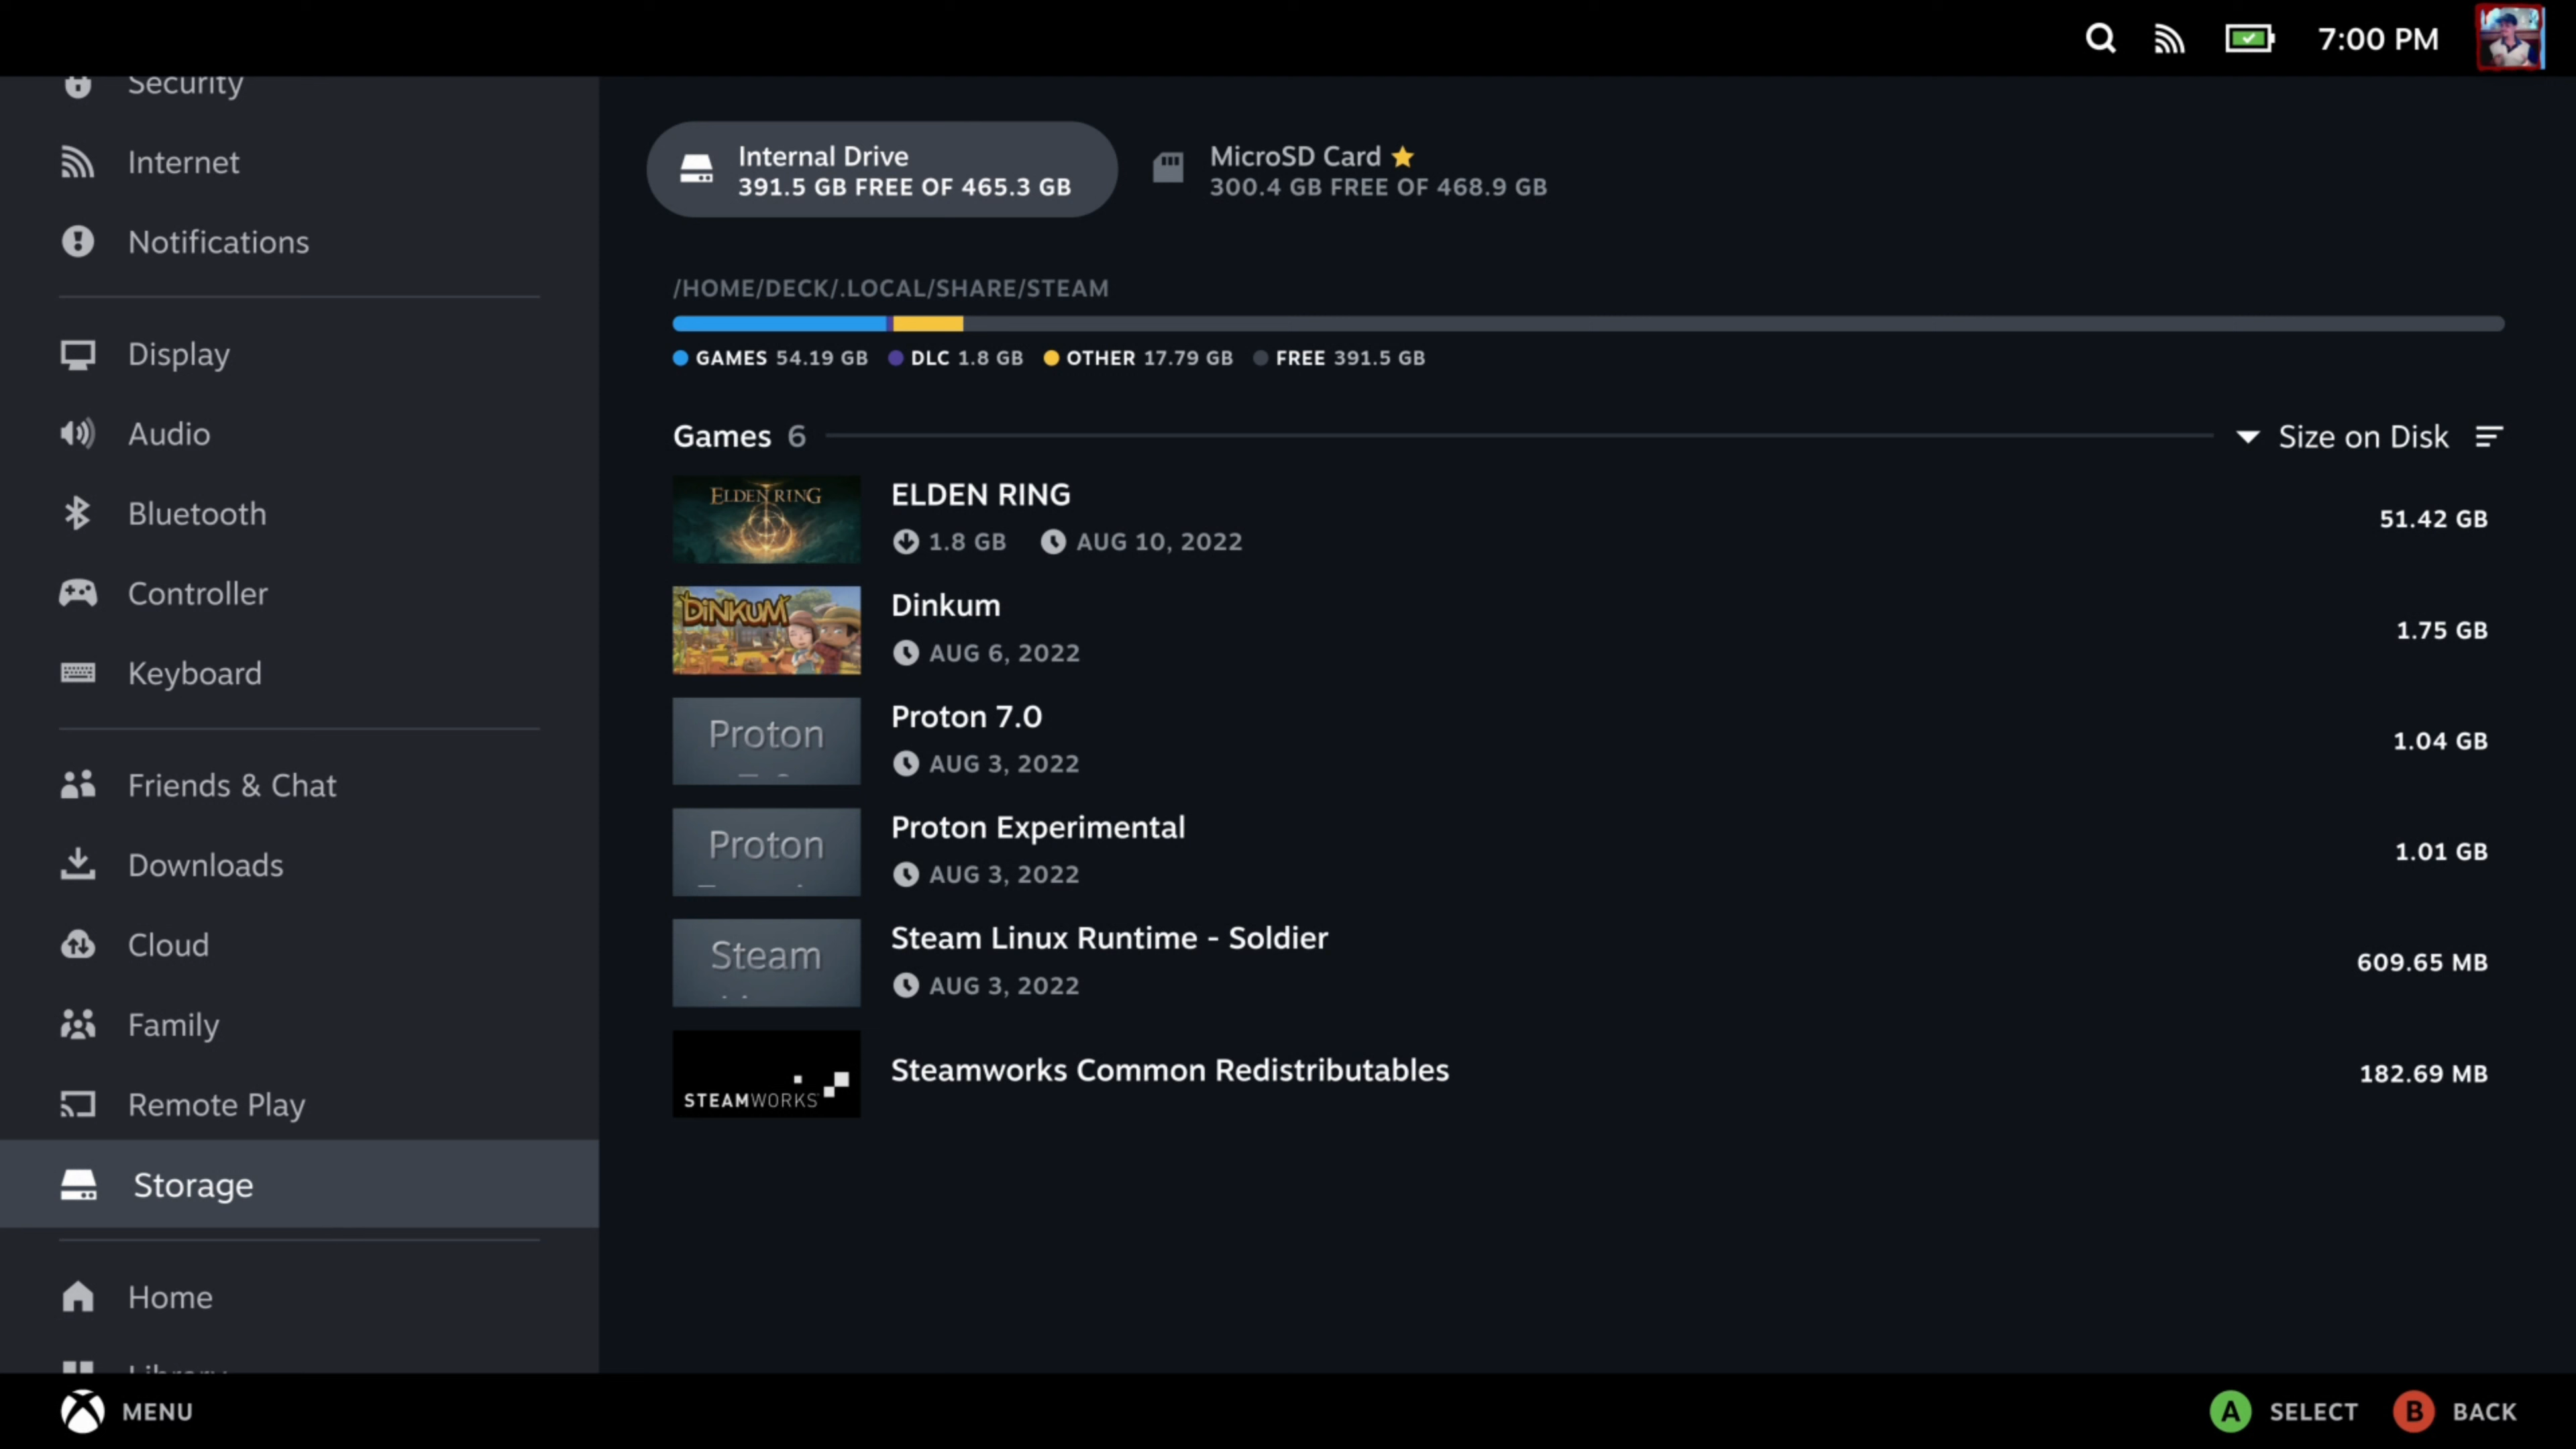 7:00 PM
Security
Internet
Notifications
Display
Audio
Bluetooth
Controller
Keyboard
Friends & Chat
Downloads
Cloud
Family
Remote Play
Storage
Home
Library
Internal Drive
391.5 GB FREE OF 465.3 GB
MicroSD Card
300.4 GB FREE OF 468.9 GB
/HOME/DECK/.LOCAL/SHARE/STEAM
GAMES 54.19 GB DLC 1.8 GB OTHER 17.79 GB FREE 391.5 GB
Games 6
Size on Disk
ELDEN RING
ELDEN RING
1.8 GB AUG 10, 2022
51.42 GB
DINKUM
Dinkum
AUG 6, 2022
1.75 GB
Proton
Proton 7.0
AUG 3, 2022
1.04 GB
Proton
Proton Experimental
AUG 3, 2022
1.01 GB
Steam
Steam Linux Runtime - Soldier
AUG 3, 2022
609.65 MB
STEAMWORKS
Steamworks Common Redistributables
182.69 MB
MENU
A SELECT B BACK